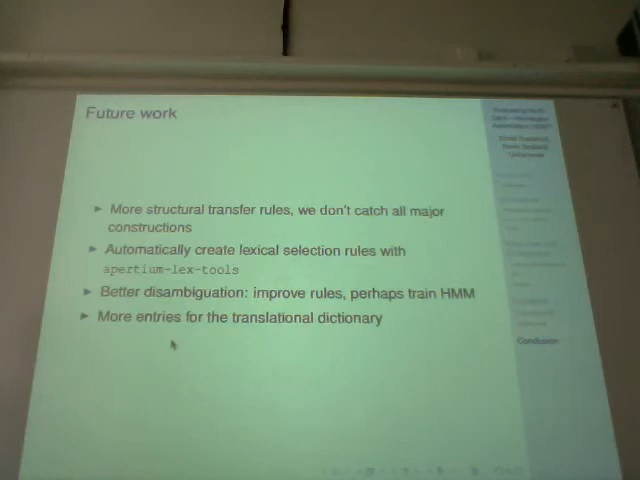 Future work
More structural transfer rules, we don't catch all major
constructions
Automatically create lexical selection rules with
apertium-lex-tools
Better disambiguation: improve rules, perhaps train HMM
More entries for the translational dictionary
Conclusion